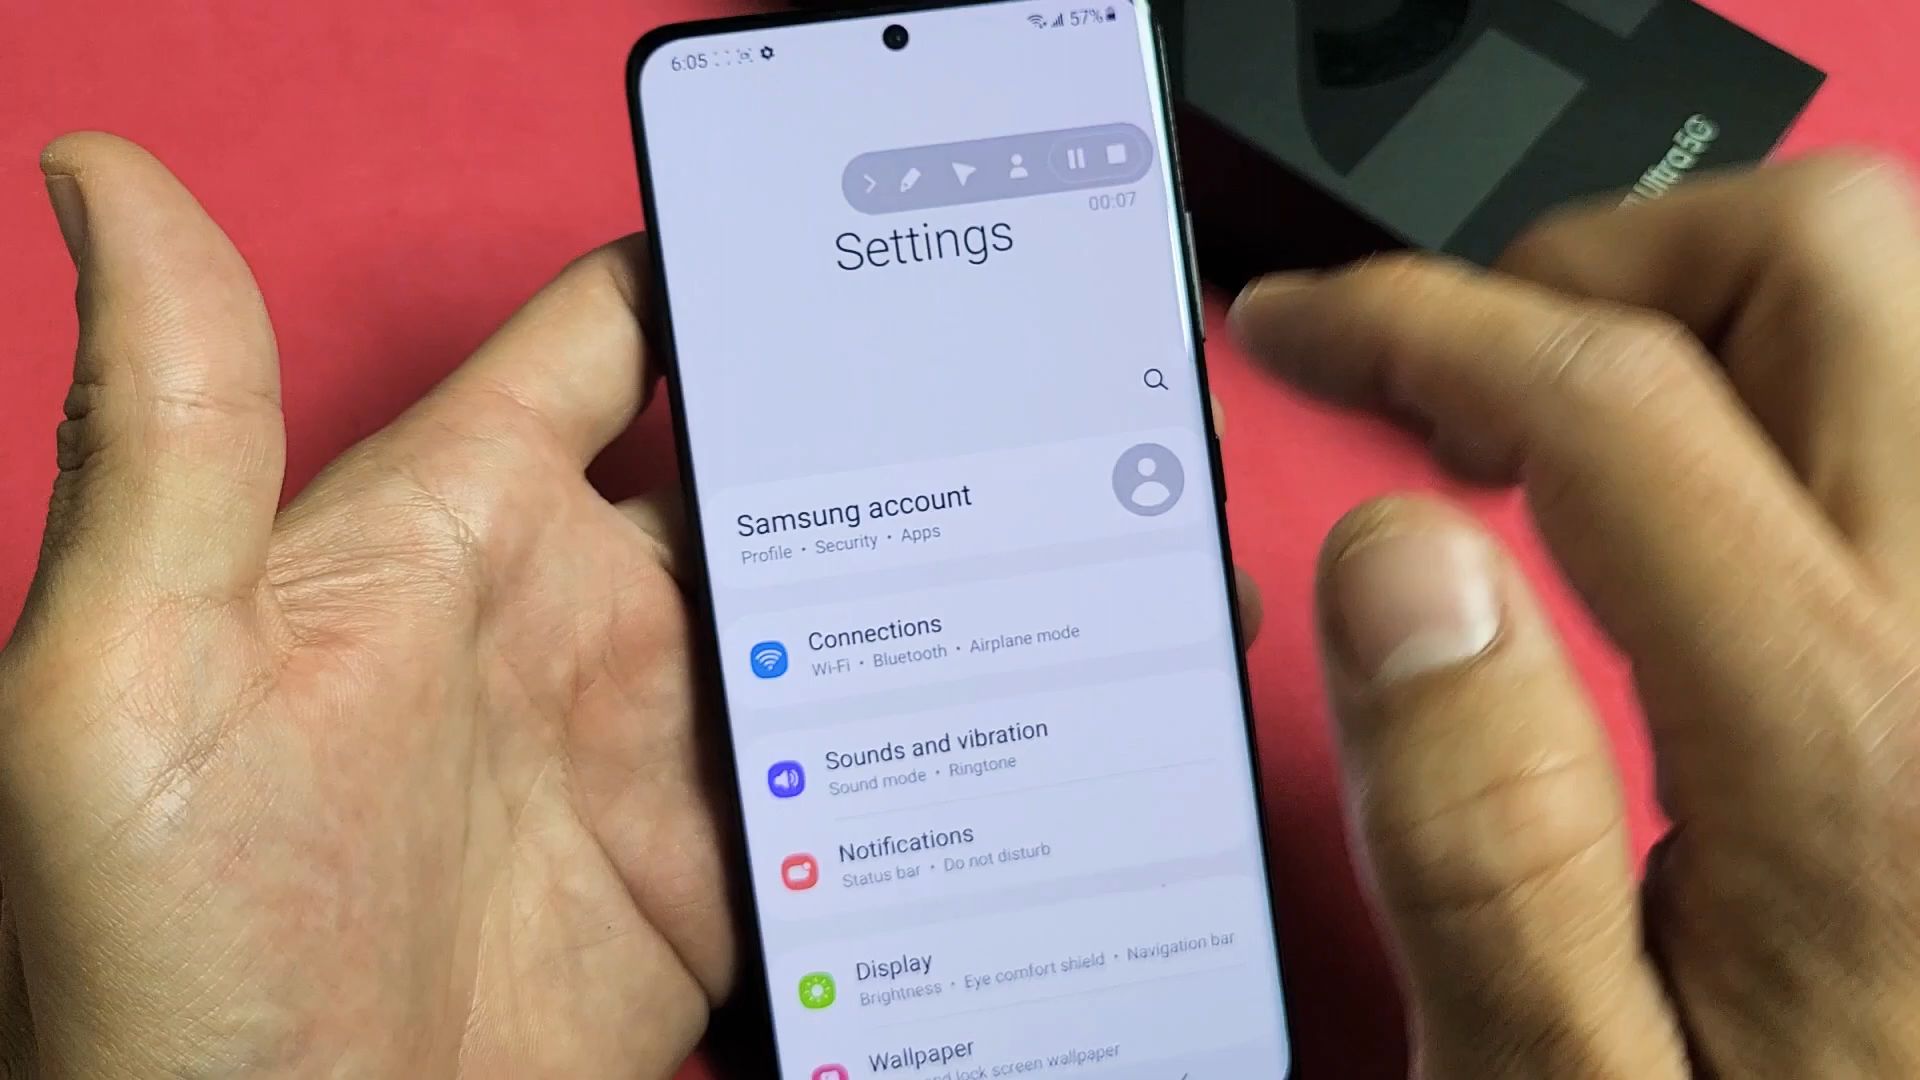 6:05
57%
00:07
Settings
Samsung account
Profile • Security • Apps
Connections
Wi-Fi • Bluetooth • Airplane mode
Sounds and vibration
Sound mode • Ringtone
Notifications
Status bar • Do not disturb
Display
Brightness • Eye comfort shield • Navigation bar
Wallpaper
lock screen wallpaper
Ultra 5G